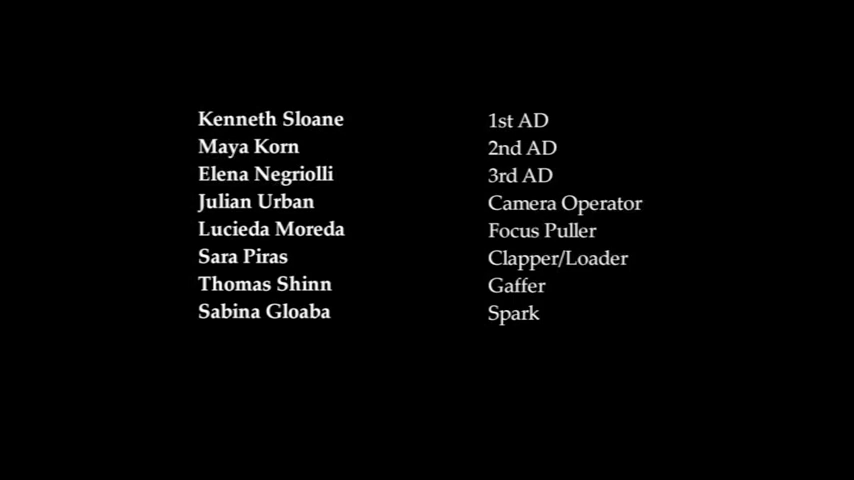 Kenneth Sloane 1st AD
Maya Korn 2nd AD
Elena Negriolli 3rd AD
Julian Urban Camera Operator
Lucieda Moreda Focus Puller
Sara Piras Clapper/Loader
Thomas Shinn Gaffer
Sabina Gloaba Spark